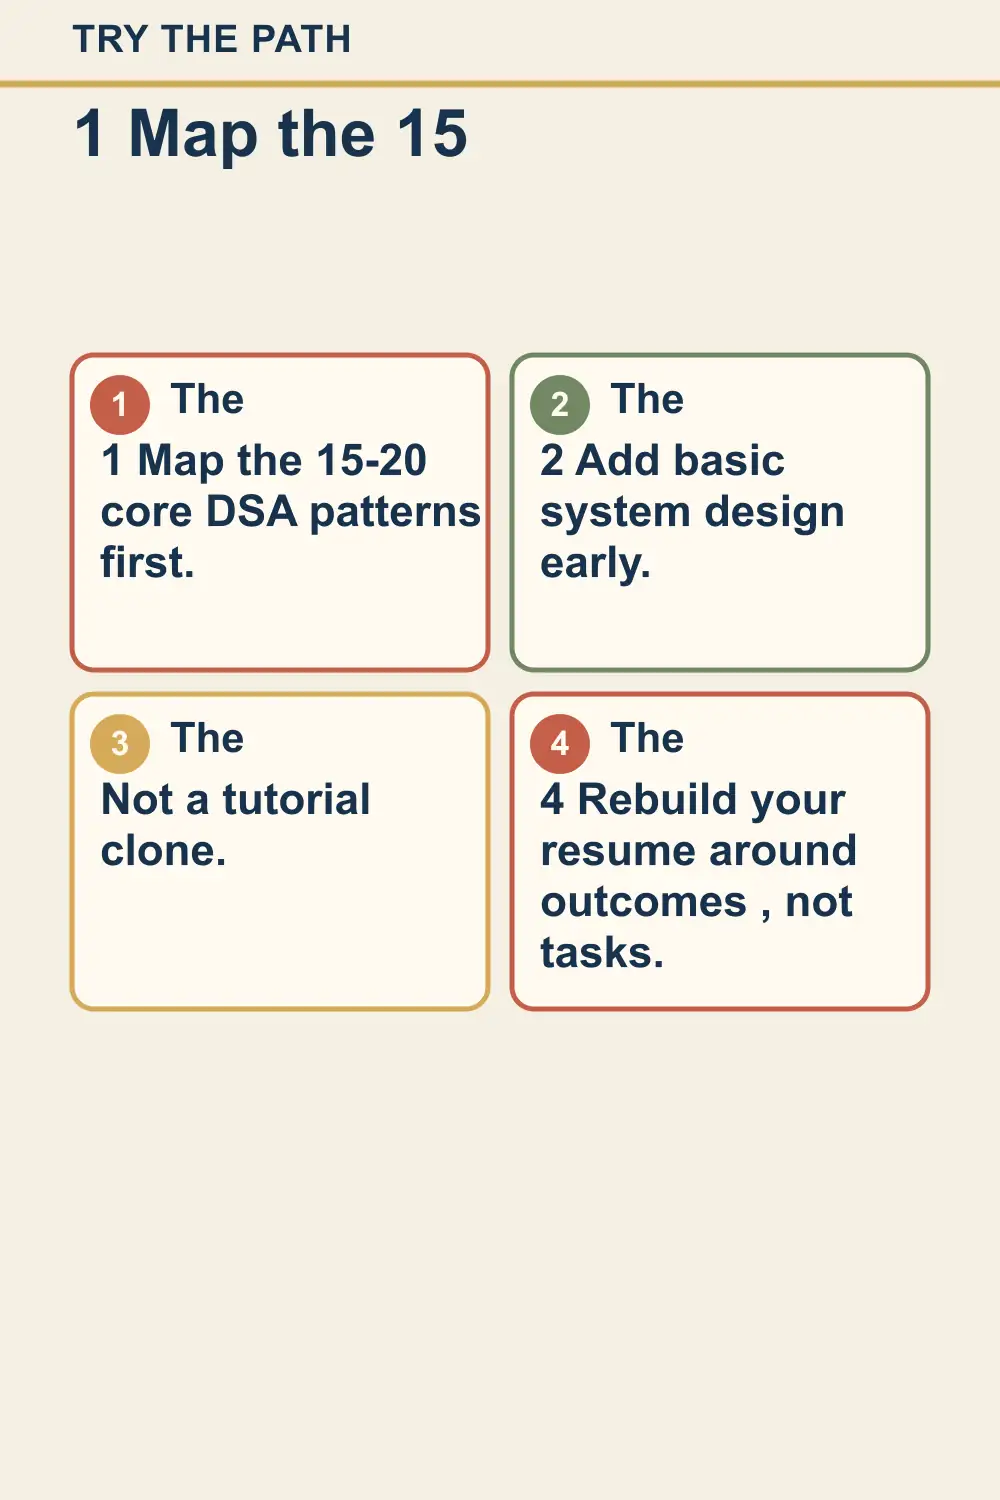 TRY THE PATH
1 Map the 15
1 The
1 Map the 15-20
core DSA patterns
first.
2 The
2 Add basic
system design
early.
3 The
Not a tutorial
clone.
4 The
4 Rebuild your
resume around
outcomes , not
tasks.